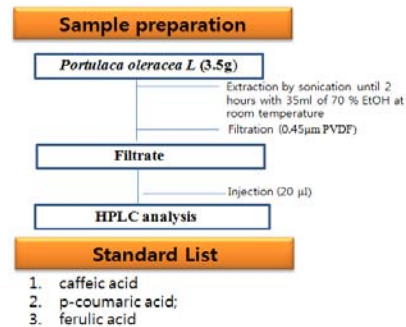 Sample preparation
Portulaca oleracea L (3.5g)
Extraction by sonication until 2
hours with 35ml of 70 % EtOH at
room temperature
Filtration (0.45μm PVDF)
Filtrate
Injection (20 μl)
HPLC analysis
Standard List
1. caffeic acid
2. p-coumaric acid;
3. ferulic acid